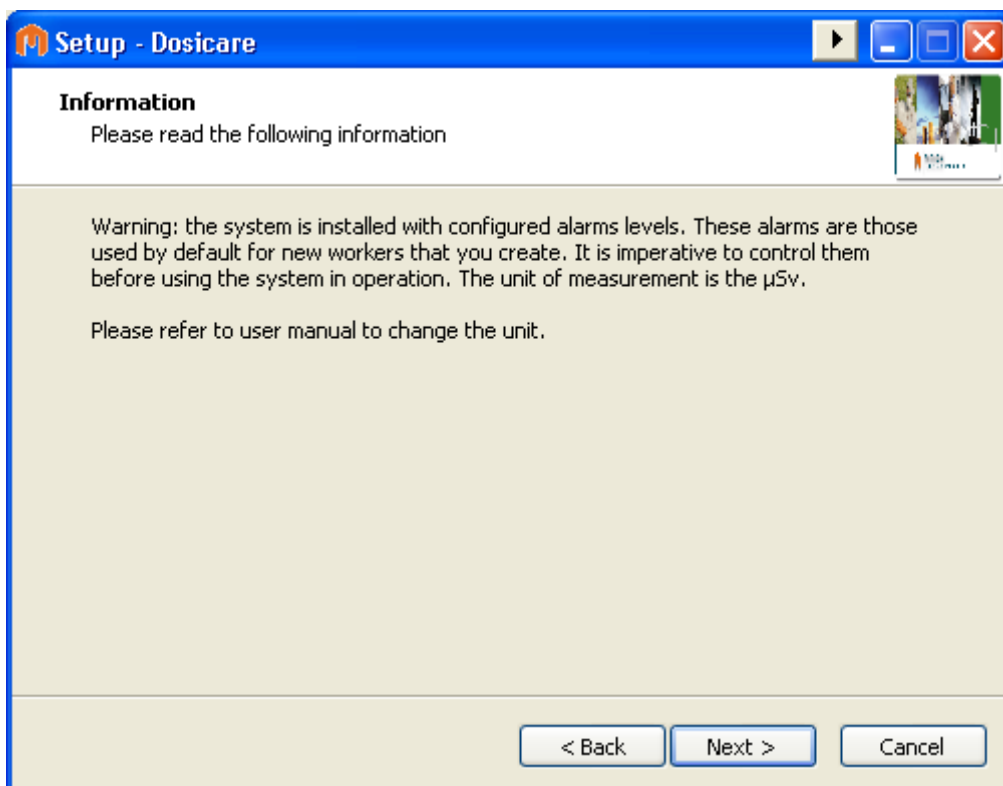 Setup - Dosicare
Information
Please read the following information
Warning: the system is installed with configured alarms levels. These alarms are those
used by default for new workers that you create. It is imperative to control them
before using the system in operation. The unit of measurement is the µSv.
Please refer to user manual to change the unit.
< Back
Next >
Cancel